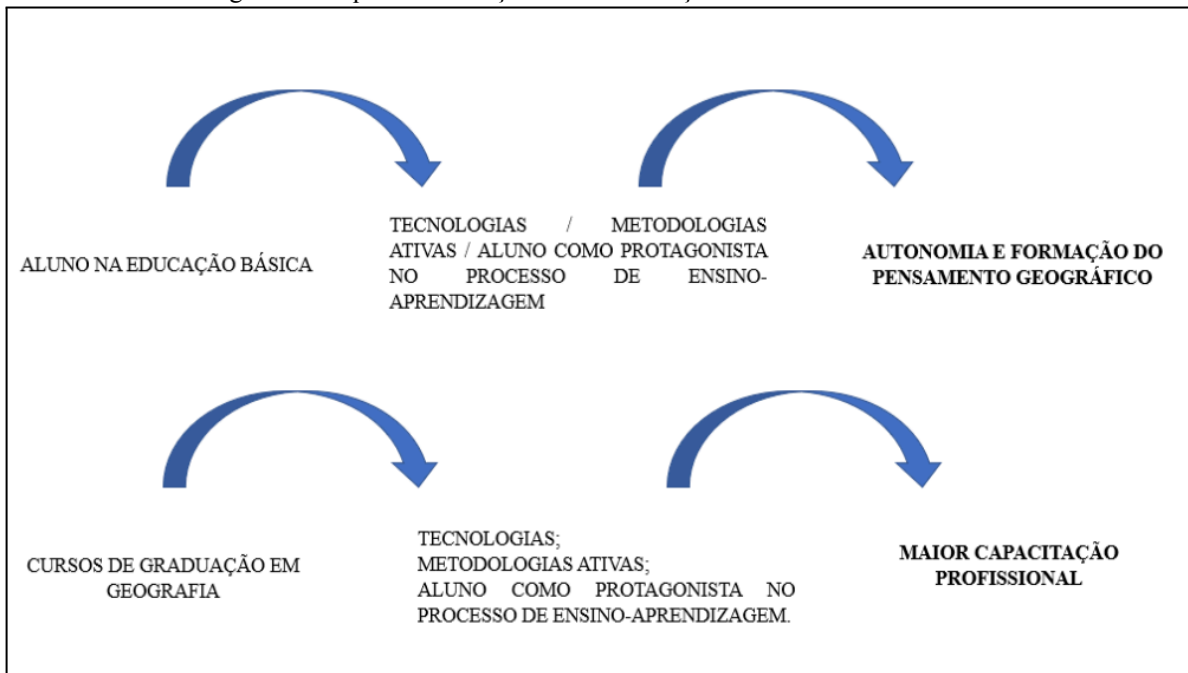 ALUNO NA EDUCAÇÃO BÁSICA
TECNOLOGIAS / METODOLOGIAS
ATIVAS / ALUNO COMO PROTAGONISTA
NO PROCESSO DE ENSINO-
APRENDIZAGEM
AUTONOMIA E FORMAÇÃO DO
PENSAMENTO GEOGRÁFICO
CURSOS DE GRADUAÇÃO EM
GEOGRAFIA
TECNOLOGIAS;
METODOLOGIAS ATIVAS;
ALUNO COMO PROTAGONISTA NO
PROCESSO DE ENSINO-APRENDIZAGEM.
MAIOR CAPACITAÇÃO
PROFISSIONAL